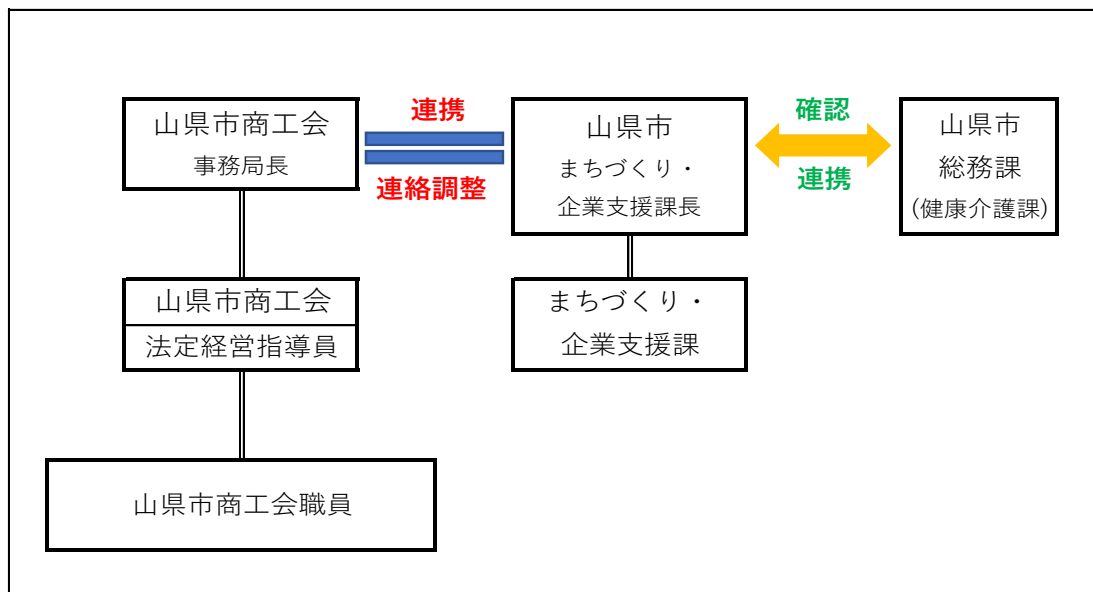 山県市商工会
事務局長
連携
連絡調整
山県市
まちづくり・
企業支援課長
確認
連携
山県市
総務課
(健康介護課)
山県市商工会
法定経営指導員
まちづくり・
企業支援課
山県市商工会職員